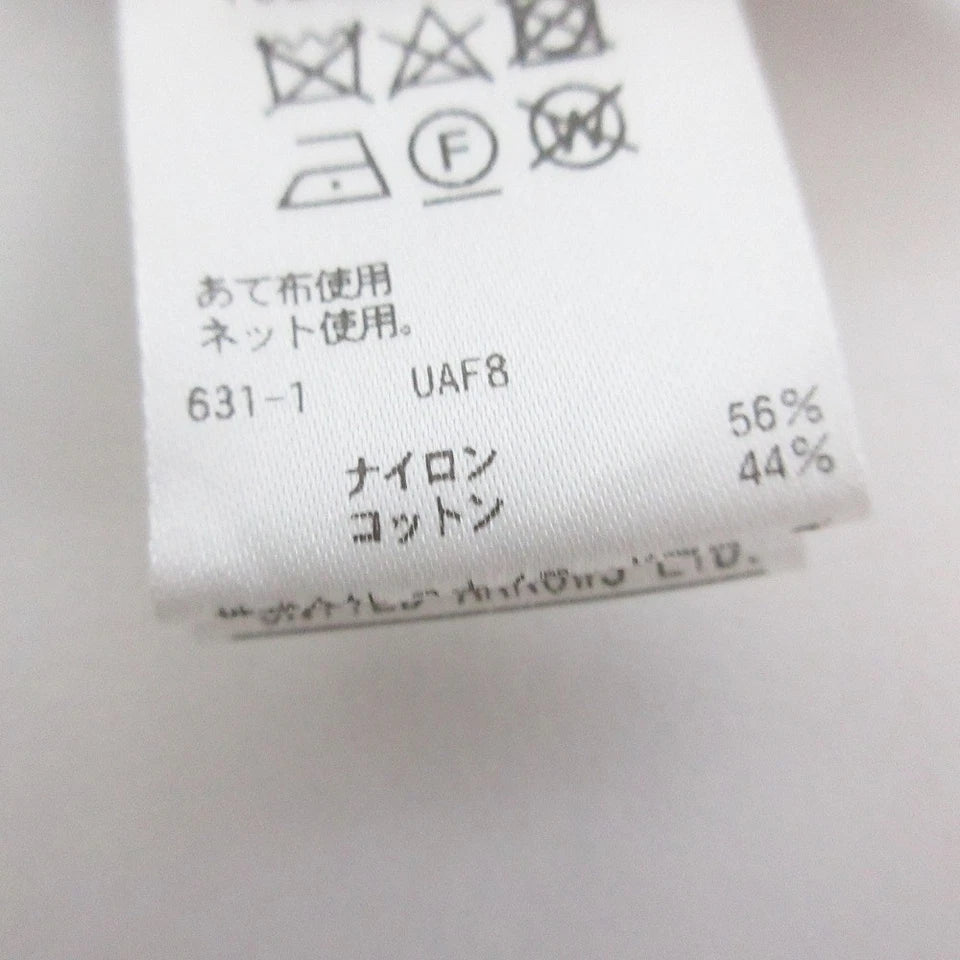 F
W
あて布使用
ネット使用。
631-1 UAF8
ナイロン 56%
コットン 44%